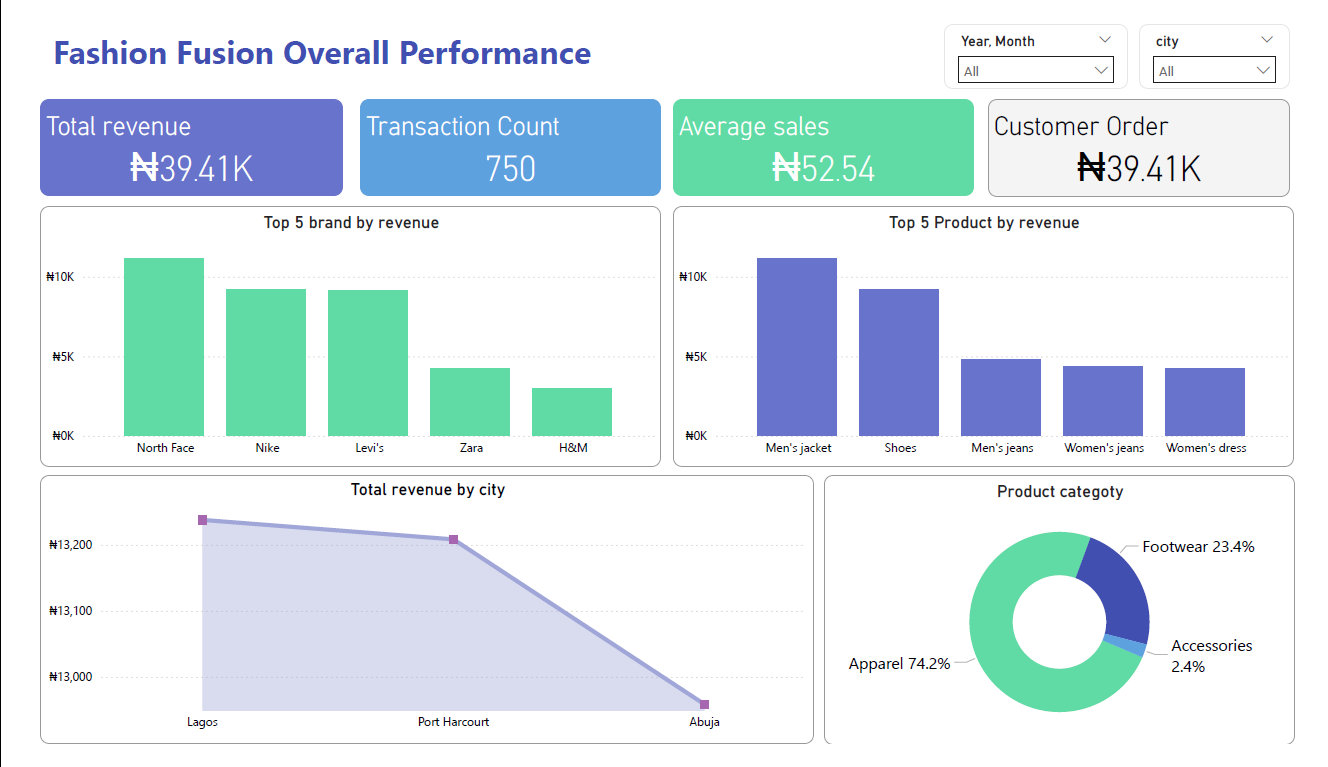 Fashion Fusion Overall Performance
Year, Month
All
city
All
Total revenue
₦39.41K
Transaction Count
750
Average sales
₦52.54
Customer Order
₦39.41K
Top 5 brand by revenue
₦10K
₦5K
₦0K
North Face Nike Levi's Zara H&M
Top 5 Product by revenue
₦10K
₦5K
₦0K
Men's jacket Shoes Men's jeans Women's jeans Women's dress
Total revenue by city
₦13,200
₦13,100
₦13,000
Lagos Port Harcourt Abuja
Product categoty
Footwear 23.4%
Accessories
2.4%
Apparel 74.2%